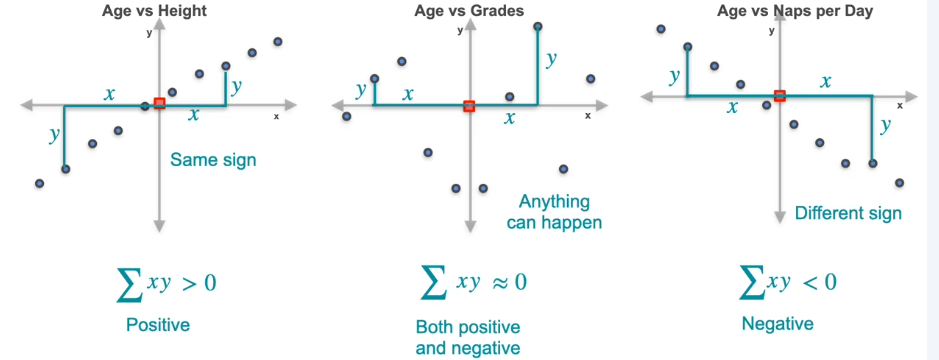 Age vs Height
y
x
y
x
y
x
Same sign
∑ xy > 0
Positive
Age vs Grades
y
y
x
y
x
x
Anything
can happen
∑ xy ≈ 0
Both positive
and negative
Age vs Naps per Day
y
y
x
x
x
y
Different sign
∑xy < 0
Negative